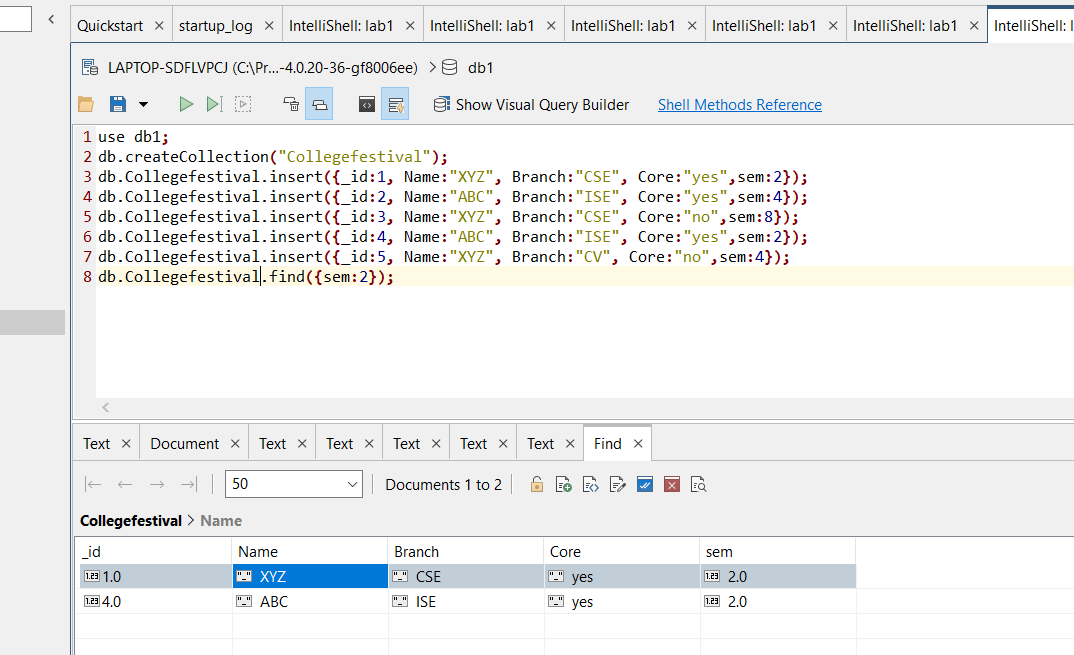 Quickstart × startup_log × IntelliShell: lab1 × IntelliShell: lab1 × IntelliShell: lab1 × IntelliShell: lab1 × IntelliShell: lab1 × IntelliShell: l
LAPTOP-SDFLVPCJ (C:\Pr...-4.0.20-36-gf8006ee) > db1
Show Visual Query Builder Shell Methods Reference
1 use db1;
2 db.createCollection("Collegefestival");
3 db.Collegefestival.insert({_id:1, Name:"XYZ", Branch:"CSE", Core:"yes",sem:2});
4 db.Collegefestival.insert({_id:2, Name:"ABC", Branch:"ISE", Core:"yes",sem:4});
5 db.Collegefestival.insert({_id:3, Name:"XYZ", Branch:"CSE", Core:"no",sem:8});
6 db.Collegefestival.insert({_id:4, Name:"ABC", Branch:"ISE", Core:"yes",sem:2});
7 db.Collegefestival.insert({_id:5, Name:"XYZ", Branch:"CV", Core:"no",sem:4});
8 db.Collegefestival.find({sem:2});
Text × Document × Text × Text × Text × Text × Text × Find ×
50 Documents 1 to 2
Collegefestival > Name
_id Name Branch Core sem
1.0 XYZ CSE yes 2.0
4.0 ABC ISE yes 2.0